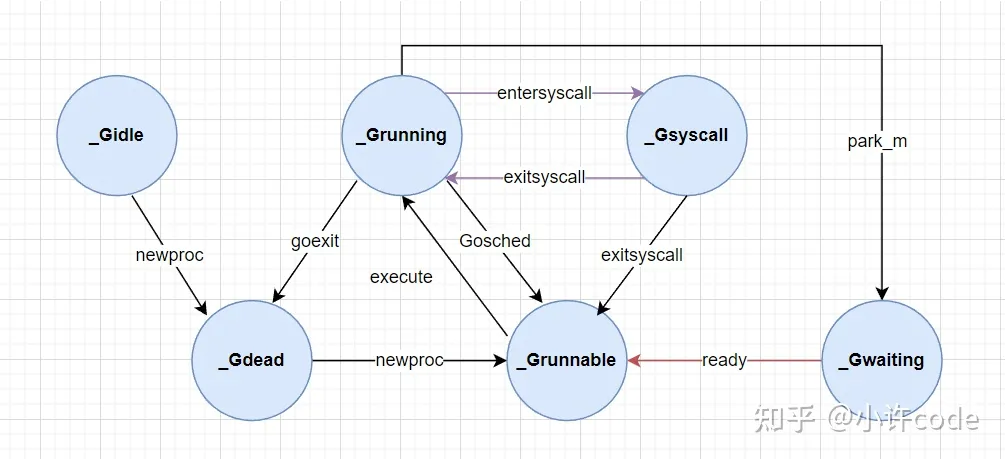 entersyscall
_Gidle
_Grunning
_Gsyscall
park_m
exitsyscall
newproc
goexit
Gosched
exitsyscall
execute
_Gdead
newproc
_Grunnable
ready
_Gwaiting
知乎 @小许code